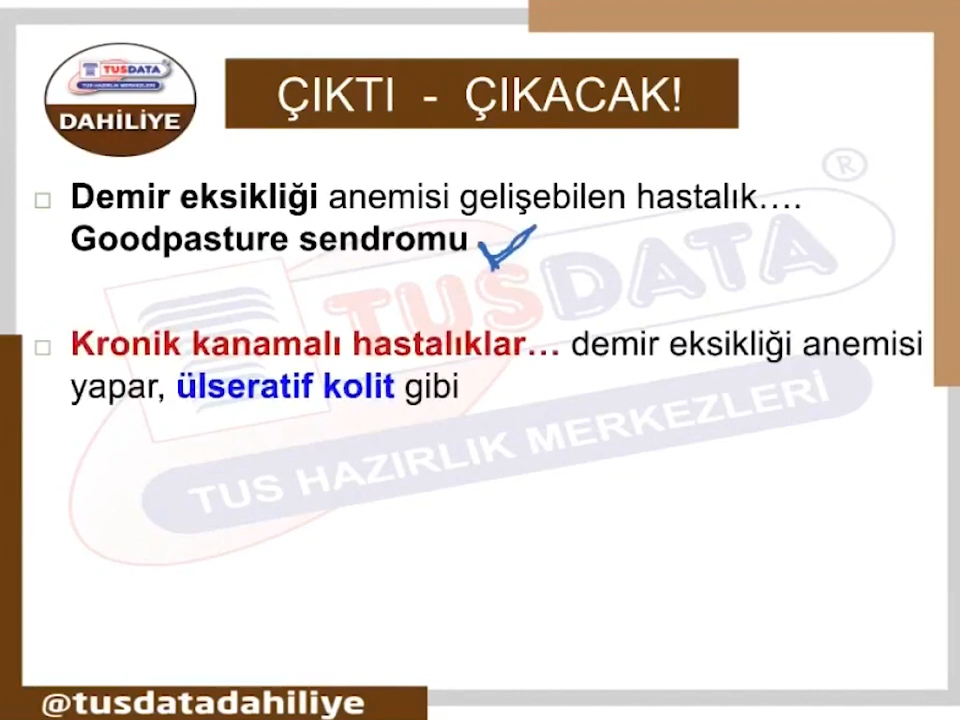 TUSDATA
TUS HAZIRLIK MERKEZLERİ
DAHİLİYE
ÇIKTI - ÇIKACAK!
Demir eksikliği anemisi gelişebilen hastalık….
Goodpasture sendromu
Kronik kanamalı hastalıklar… demir eksikliği anemisi
yapar, ülseratif kolit gibi
TUSDATA ®
TUS HAZIRLIK MERKEZLERİ
@tusdatadahiliye